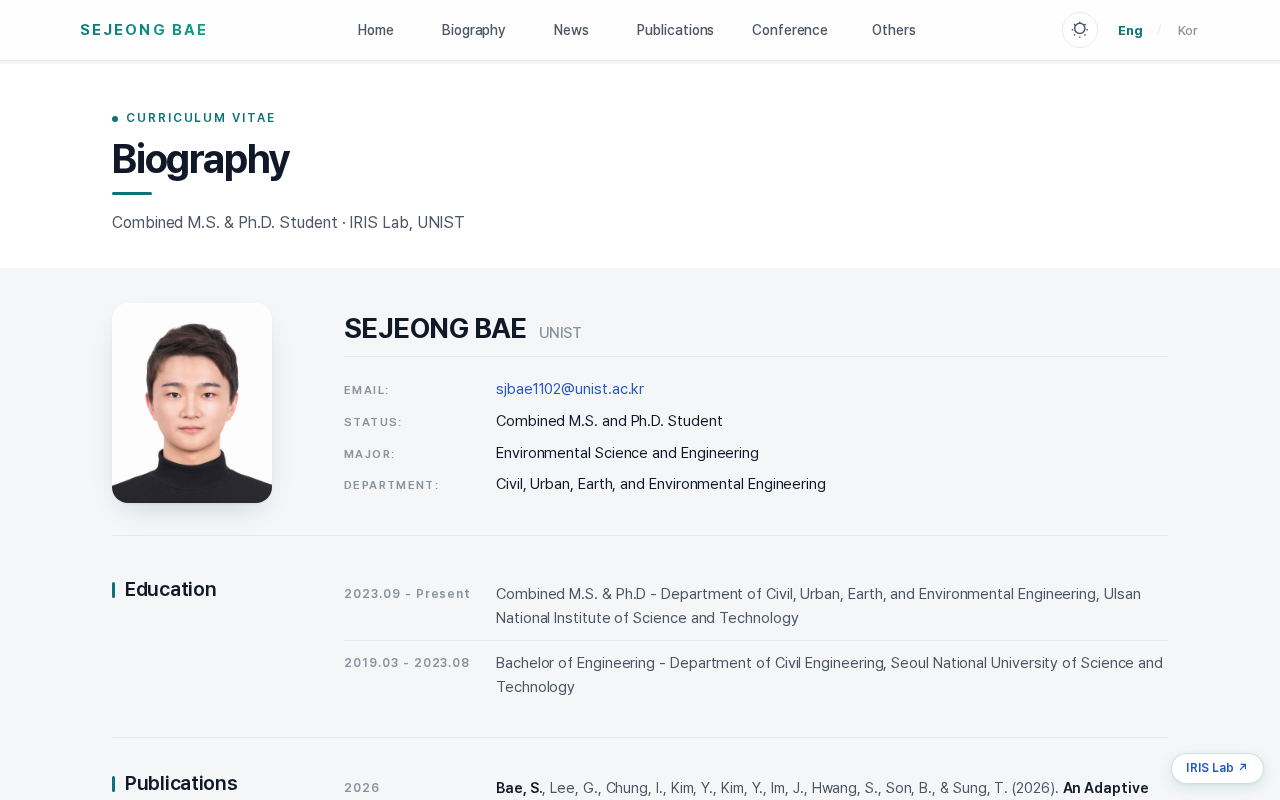 SEJEONG BAE
Home
Biography
News
Publications
Conference
Others
Eng / Kor
CURRICULUM VITAE
Biography
Combined M.S. & Ph.D. Student · IRIS Lab, UNIST
SEJEONG BAE UNIST
EMAIL: sjbae1102@unist.ac.kr
STATUS: Combined M.S. and Ph.D. Student
MAJOR: Environmental Science and Engineering
DEPARTMENT: Civil, Urban, Earth, and Environmental Engineering
Education
2023.09 - Present Combined M.S. & Ph.D - Department of Civil, Urban, Earth, and Environmental Engineering, Ulsan
National Institute of Science and Technology
2019.03 - 2023.08 Bachelor of Engineering - Department of Civil Engineering, Seoul National University of Science and
Technology
IRIS Lab ↗
Publications
2026 Bae, S., Lee, G., Chung, I., Kim, Y., Kim, Y., Im, J., Hwang, S., Son, B., & Sung, T. (2026). An Adaptive